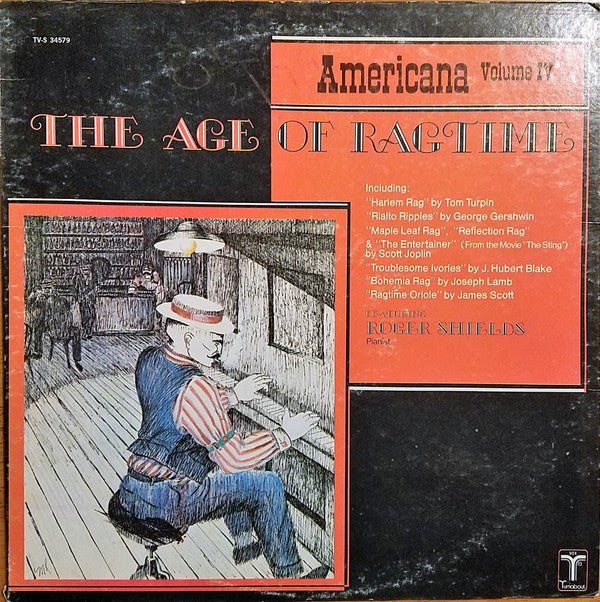 TV-S 34579
Americana Volume IV
THE AGE OF RAGTIME
Including:
"Harlem Rag" by Tom Turpin
"Rialto Ripples" by George Gershwin
"Maple Leaf Rag", "Reflection Rag"
& "The Entertainer" (From the Movie "The Sting")
by Scott Joplin
"Troublesome Ivories" by J. Hubert Blake
"Bohemia Rag" by Joseph Lamb
"Ragtime Oriole" by James Scott
FEATURING
ROGER SHIELDS
Pianist
VOX
Turnabout